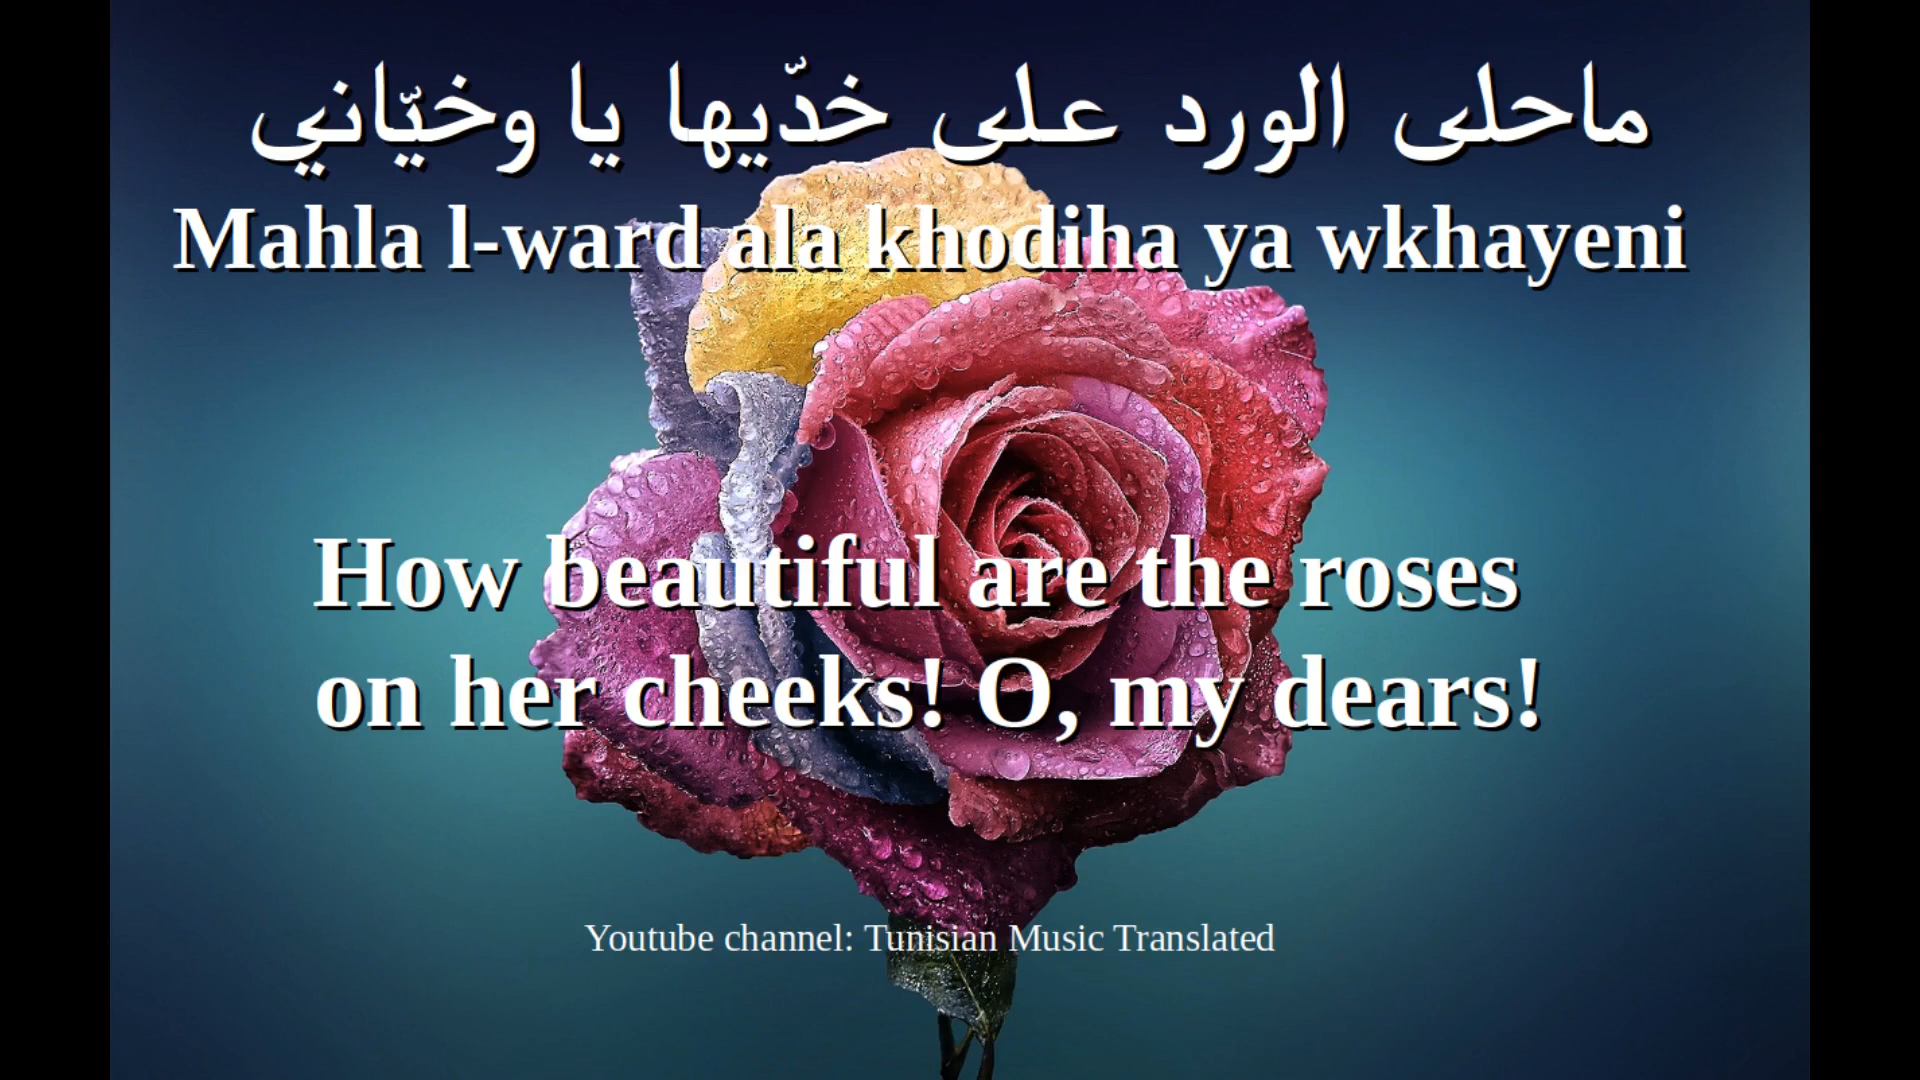 ماحلى الورد على خدّيها يا وخيّاني
Mahla l-ward ala khodiha ya wkhayeni
How beautiful are the roses
on her cheeks! O, my dears!
Youtube channel: Tunisian Music Translated